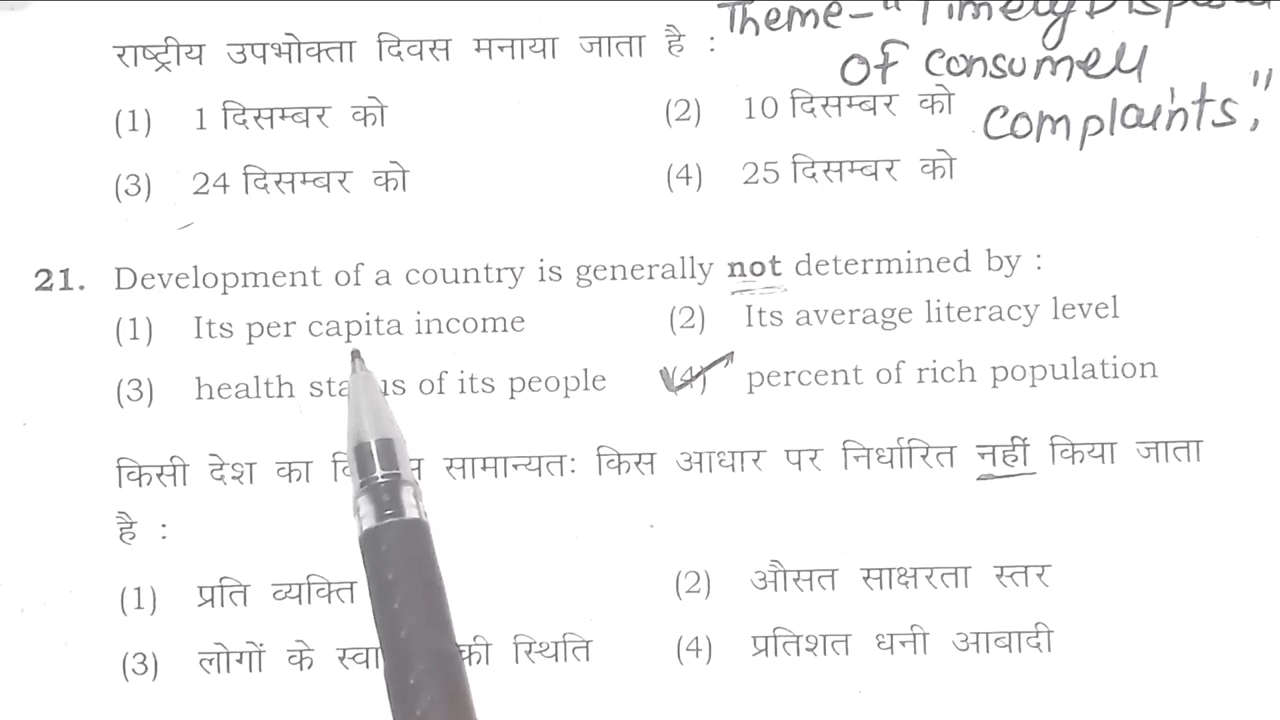 Theme-"Timely
of consumer
complaints."
राष्ट्रीय उपभोक्ता दिवस मनाया जाता है :
(1) 1 दिसम्बर को (2) 10 दिसम्बर को
(3) 24 दिसम्बर को (4) 25 दिसम्बर को
21. Development of a country is generally not determined by :
(1) Its per capita income (2) Its average literacy level
(3) health of its people (4) percent of rich population
किसी देश का सामान्यतः किस आधार पर निर्धारित नहीं किया जाता
है :
(1) प्रति व्यक्ति (2) औसत साक्षरता स्तर
(3) लोगों के की स्थिति (4) प्रतिशत धनी आबादी